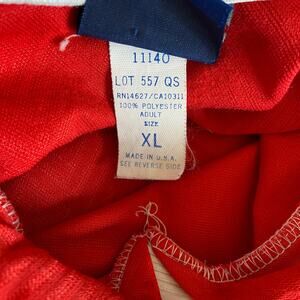 11140
LOT 557 QS
RN14627/CA10311
100% POLYESTER
ADULT
SIZE
XL
MADE IN U.S.A.
SEE REVERSE SIDE